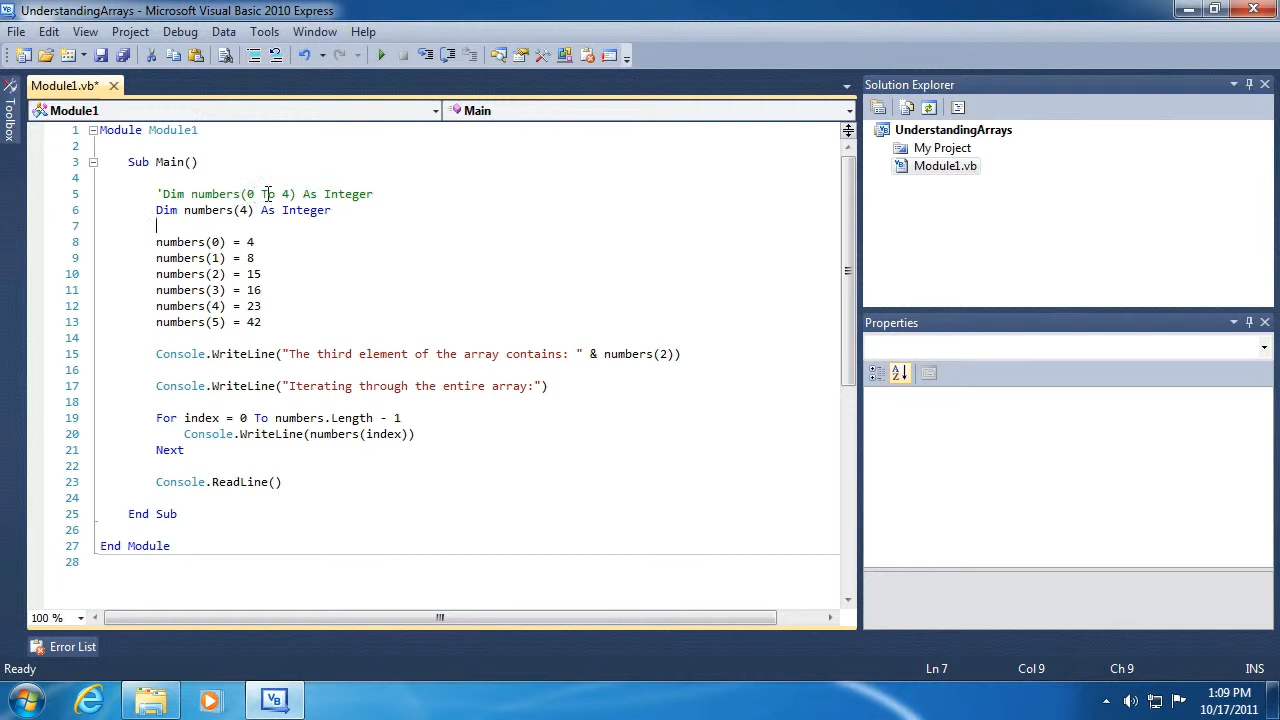 UnderstandingArrays - Microsoft Visual Basic 2010 Express
File Edit View Project Debug Data Tools Window Help
Module1.vb*
Toolbox
Module1 Main
1 Module Module1
2
3 Sub Main()
4
5 'Dim numbers(0 To 4) As Integer
6 Dim numbers(4) As Integer
7
8 numbers(0) = 4
9 numbers(1) = 8
10 numbers(2) = 15
11 numbers(3) = 16
12 numbers(4) = 23
13 numbers(5) = 42
14
15 Console.WriteLine("The third element of the array contains: " & numbers(2))
16
17 Console.WriteLine("Iterating through the entire array:")
18
19 For index = 0 To numbers.Length - 1
20 Console.WriteLine(numbers(index))
21 Next
22
23 Console.ReadLine()
24
25 End Sub
26
27 End Module
28
100 %
Solution Explorer
UnderstandingArrays
My Project
Module1.vb
Properties
Error List
Ready Ln 7 Col 9 Ch 9 INS
1:09 PM
10/17/2011